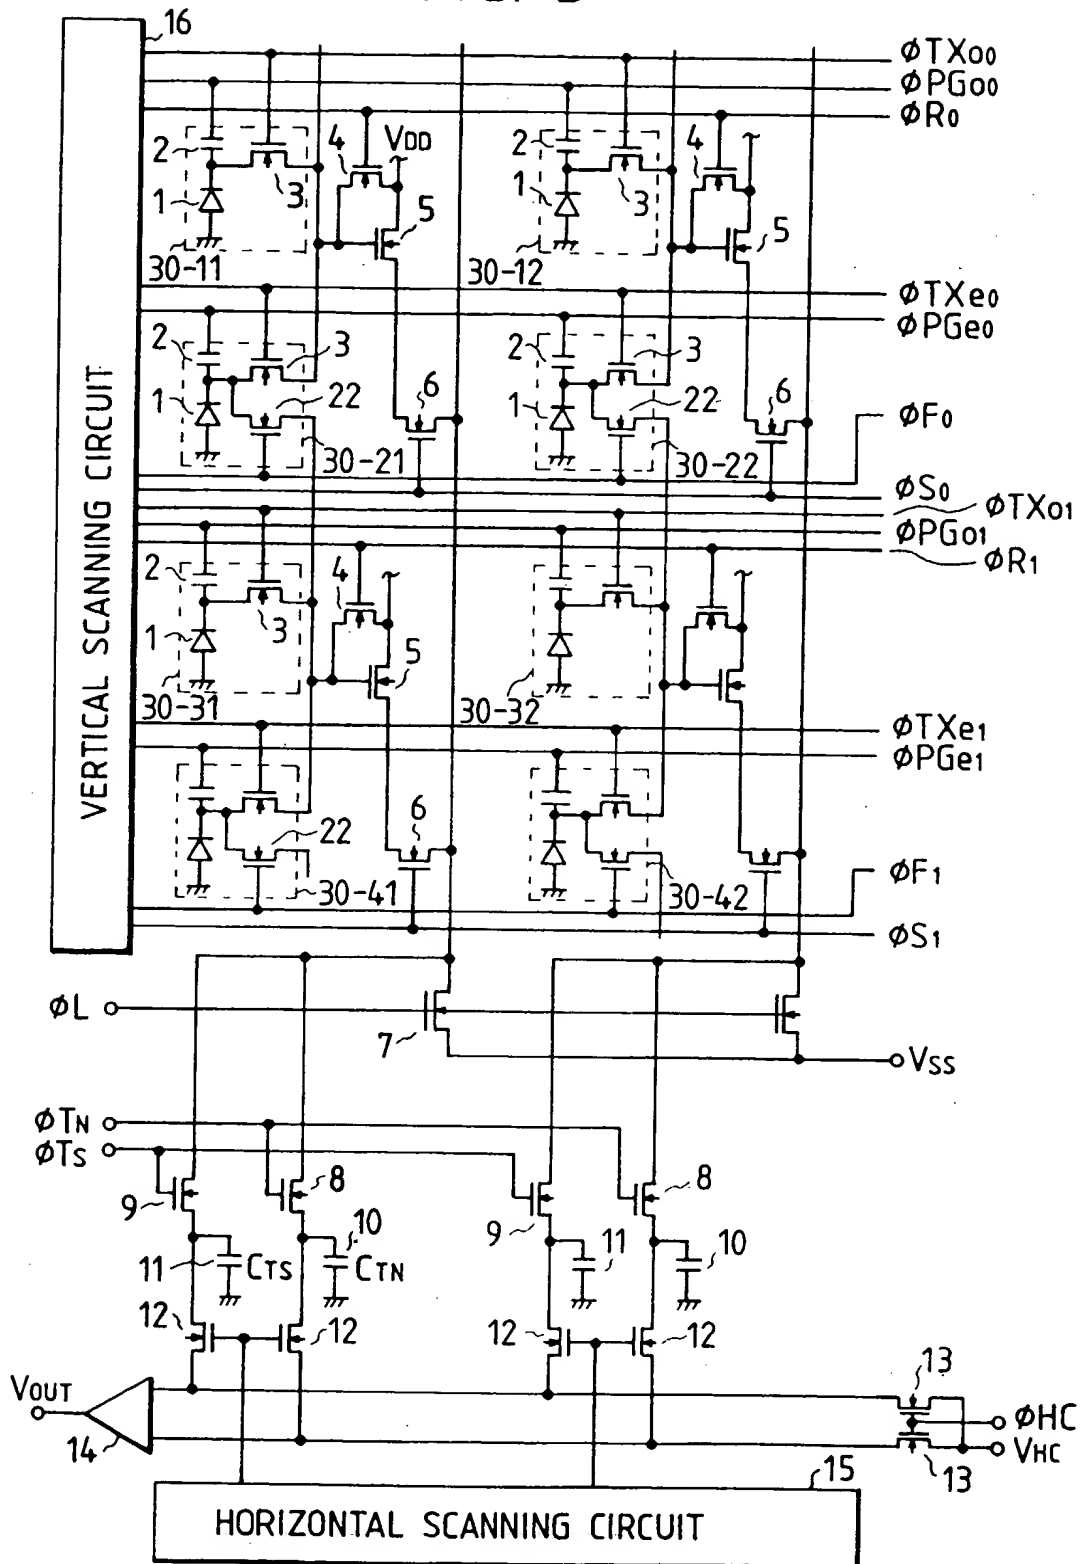 16
φTX00
φPG00
φR0
2 4 VDD 2 4
1 3 5 1 3 5
30-11 30-12
φTXe0
φPGe0
2 3 2 3
6 6
1 22 1 22
φF0
30-21 30-22
φS0
φTX01
φPG01
φR1
2 4
1 3 5
30-31 30-32
φTXe1
φPGe1
6
22
φF1
30-41 30-42
φS1
VERTICAL SCANNING CIRCUIT
φL
7
VSS
φTN
φTS
9 8 9 8
11 CTS 10 CTN 11 10
12 12 12 12
13
VOUT
φHC
14
VHC
13
15
HORIZONTAL SCANNING CIRCUIT